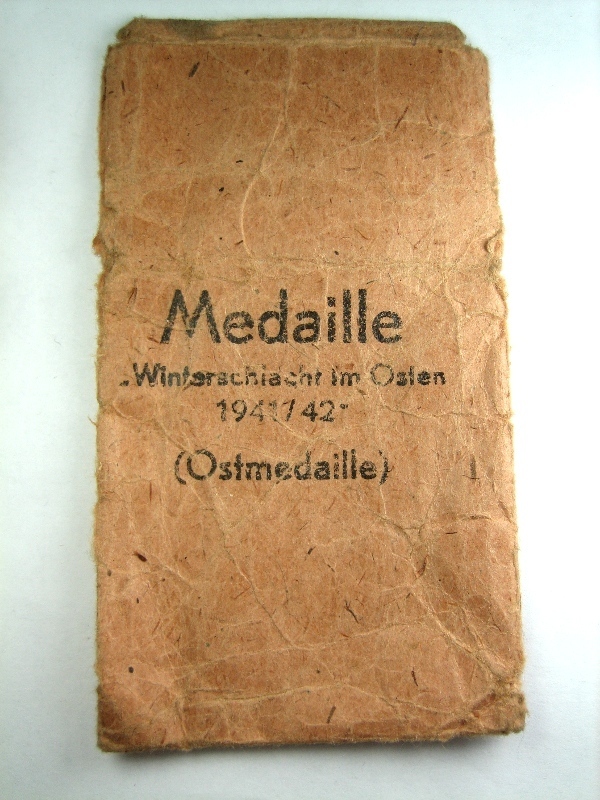 Medaille
„Winterschlacht im Osten
1941/42“
(Ostmedaille)